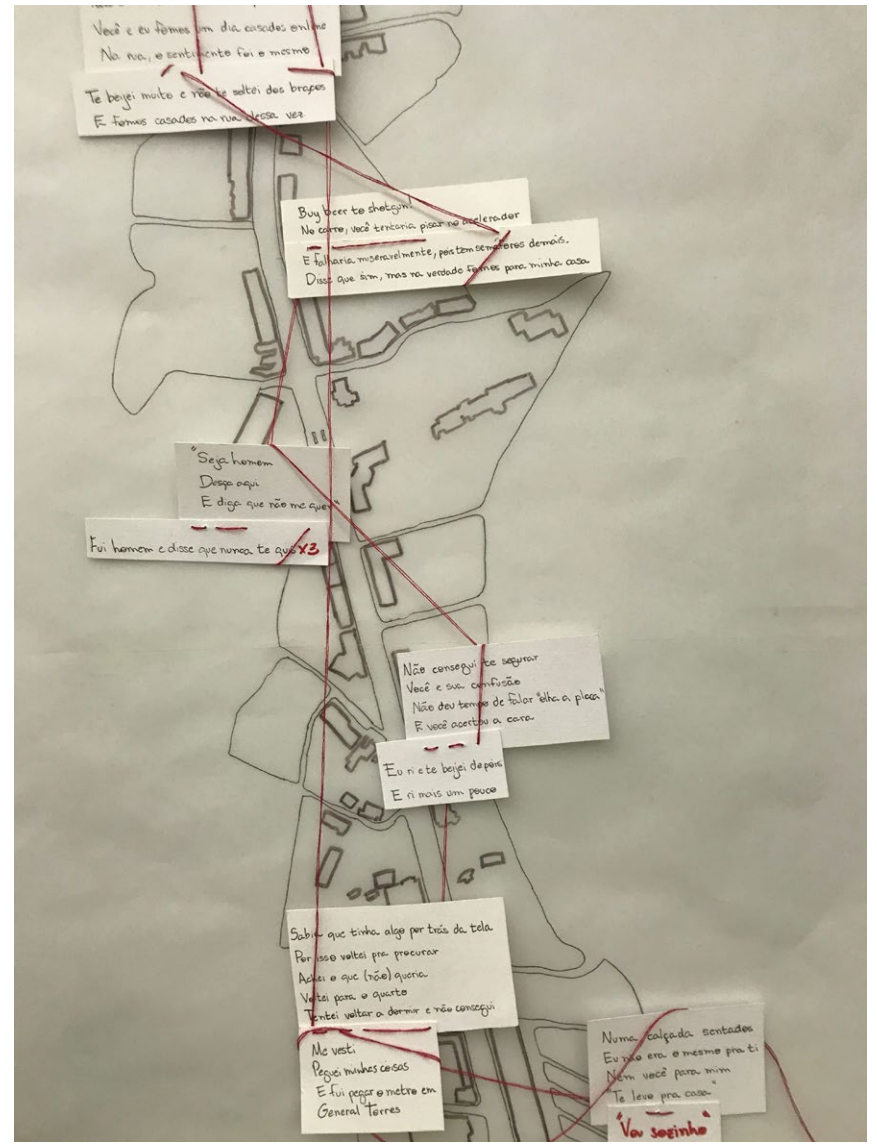 Você e eu fomos um dia casados online
Na rua, o sentimento foi o mesmo
Te beijei muito e não te soltei dos braços
E fomos casados na rua dessa vez
Buy beer to shotgun!
No carro, você tentaria pisar no acelerador
E falharia miseravelmente, pois tem semáforos demais.
Disse que sim, mas na verdade fomos para minha casa
"Seja homem
Desça aqui
E diga que não me quer"
Fui homem e disse que nunca te quis x3
Não consegui te segurar
Você e sua confusão
Não deu tempo de falar "olha a placa"
E você acertou a cara
Eu ri e te beijei depois
E ri mais um pouco
Sabia que tinha algo por trás da tela
Por isso voltei pra procurar
Achei o que (não) queria
Voltei para o quarto
Tentei voltar a dormir e não consegui
Me vesti
Peguei minhas coisas
E fui pegar o metro em
General Torres
Numa calçada sentados
Eu não era o mesmo pra ti
Nem você para mim
"Te levo pra casa"
"Vou sozinho"